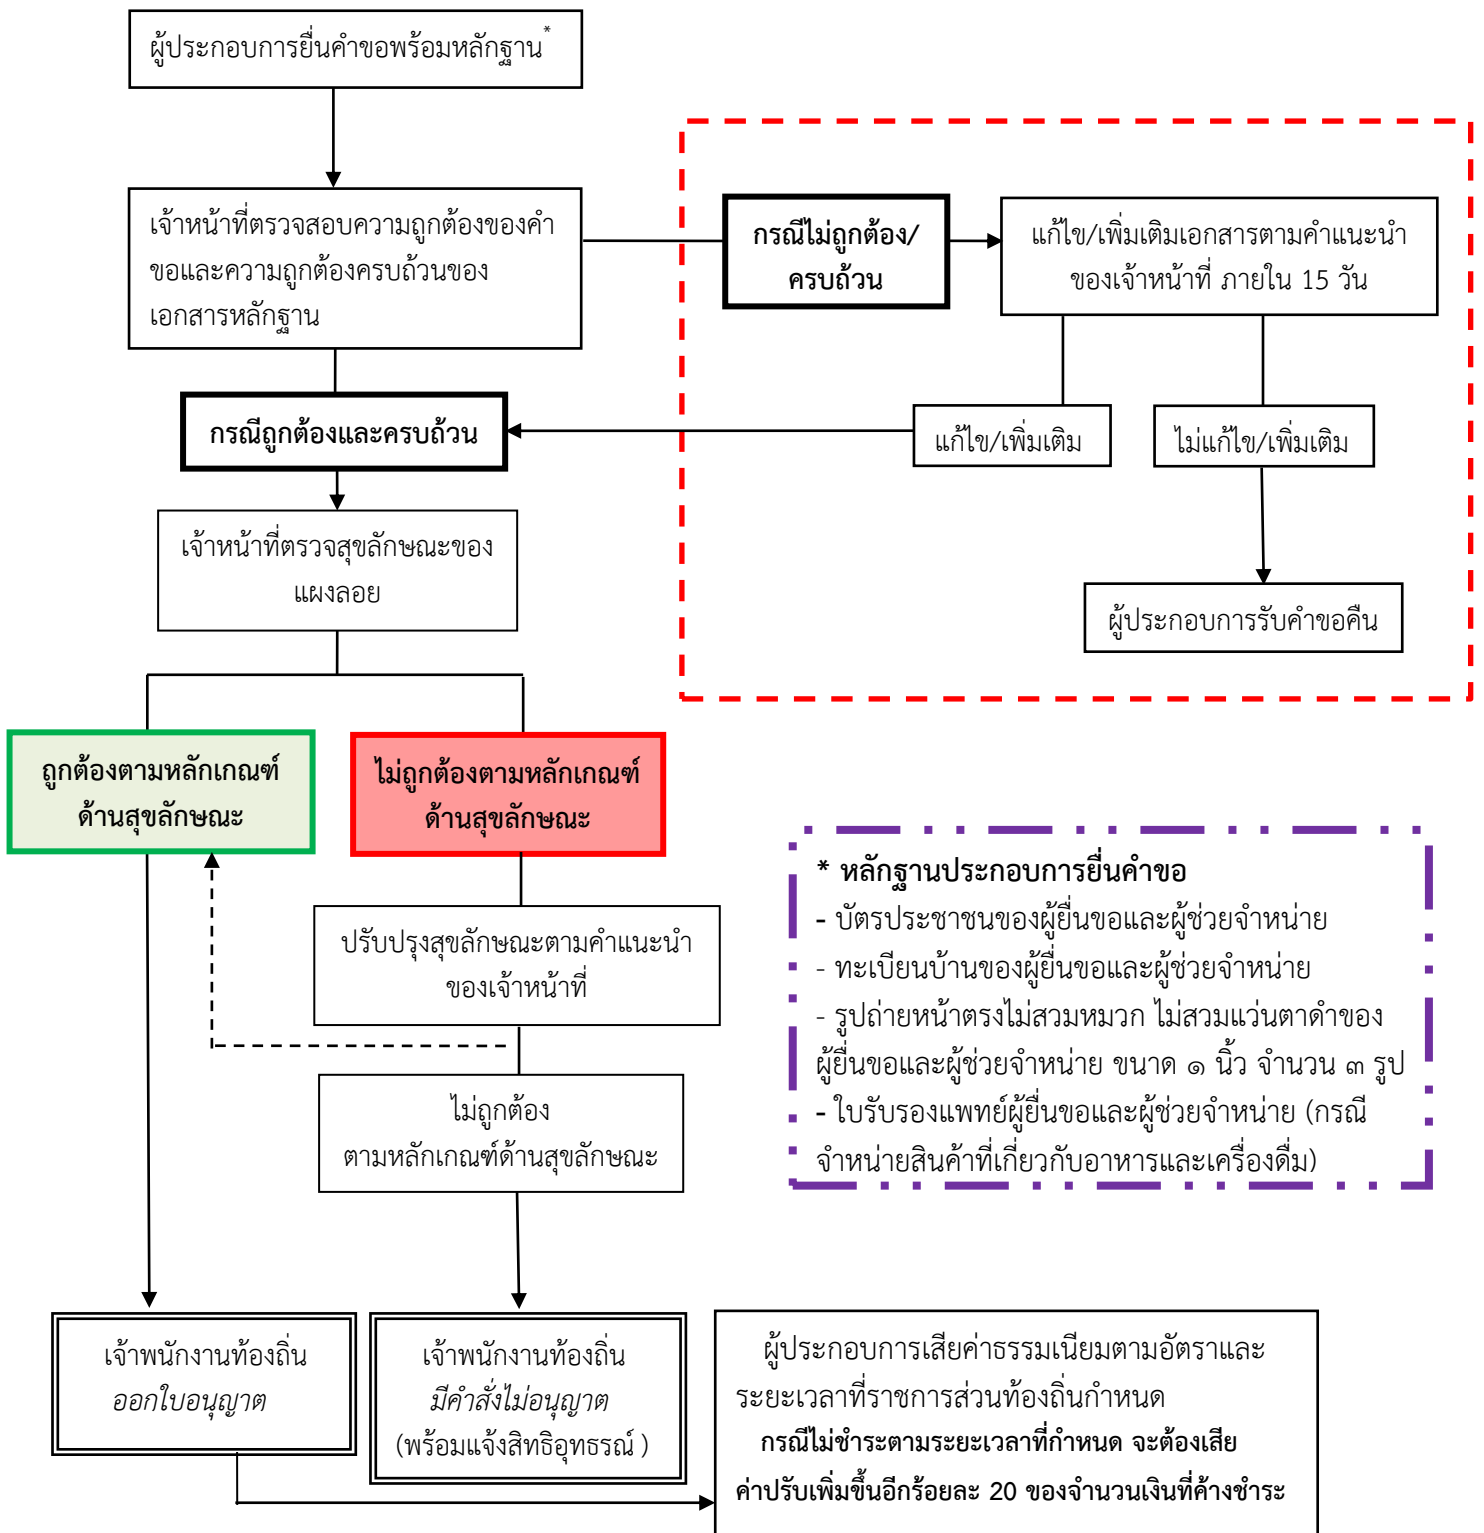 ผู้ประกอบการยื่นคำขอพร้อมหลักฐาน*
เจ้าหน้าที่ตรวจสอบความถูกต้องของคำ
ขอและความถูกต้องครบถ้วนของ
เอกสารหลักฐาน
กรณีไม่ถูกต้อง/
ครบถ้วน
แก้ไข/เพิ่มเติมเอกสารตามคำแนะนำ
ของเจ้าหน้าที่ ภายใน 15 วัน
กรณีถูกต้องและครบถ้วน
แก้ไข/เพิ่มเติม
ไม่แก้ไข/เพิ่มเติม
เจ้าหน้าที่ตรวจสุขลักษณะของ
แผงลอย
ผู้ประกอบการรับคำขอคืน
ถูกต้องตามหลักเกณฑ์
ด้านสุขลักษณะ
ไม่ถูกต้องตามหลักเกณฑ์
ด้านสุขลักษณะ
ปรับปรุงสุขลักษณะตามคำแนะนำ
ของเจ้าหน้าที่
ไม่ถูกต้อง
ตามหลักเกณฑ์ด้านสุขลักษณะ
* หลักฐานประกอบการยื่นคำขอ
- บัตรประชาชนของผู้ยื่นขอและผู้ช่วยจำหน่าย
- ทะเบียนบ้านของผู้ยื่นขอและผู้ช่วยจำหน่าย
- รูปถ่ายหน้าตรงไม่สวมหมวก ไม่สวมแว่นตาดำของ
ผู้ยื่นขอและผู้ช่วยจำหน่าย ขนาด ๑ นิ้ว จำนวน ๓ รูป
- ใบรับรองแพทย์ผู้ยื่นขอและผู้ช่วยจำหน่าย (กรณี
จำหน่ายสินค้าที่เกี่ยวกับอาหารและเครื่องดื่ม)
เจ้าพนักงานท้องถิ่น
ออกใบอนุญาต
เจ้าพนักงานท้องถิ่น
มีคำสั่งไม่อนุญาต
(พร้อมแจ้งสิทธิอุทธรณ์ )
ผู้ประกอบการเสียค่าธรรมเนียมตามอัตราและ
ระยะเวลาที่ราชการส่วนท้องถิ่นกำหนด
กรณีไม่ชำระตามระยะเวลาที่กำหนด จะต้องเสีย
ค่าปรับเพิ่มขึ้นอีกร้อยละ 20 ของจำนวนเงินที่ค้างชำระ